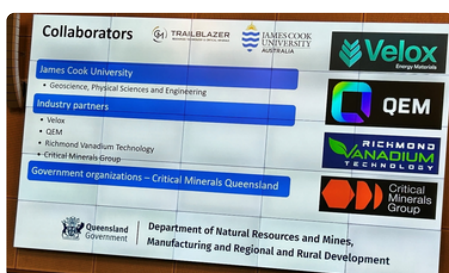 Collaborators
TRAILBLAZER
JAMES COOK
UNIVERSITY
AUSTRALIA
Velox
Energy Materials
James Cook University
• Geoscience, Physical Sciences and Engineering
QEM
Industry partners
• Velox
• QEM
• Richmond Vanadium Technology
• Critical Minerals Group
RICHMOND
VANADIUM
TECHNOLOGY
Government organizations – Critical Minerals Queensland
Critical
Minerals
Group
Queensland
Government
Department of Natural Resources and Mines,
Manufacturing and Regional and Rural Development